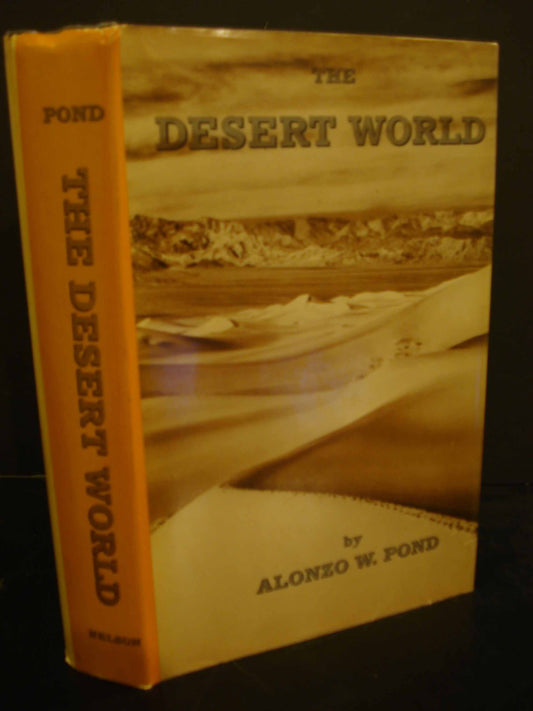 POND
THE DESERT WORLD
NELSON
THE
DESERT WORLD
by
ALONZO W. POND